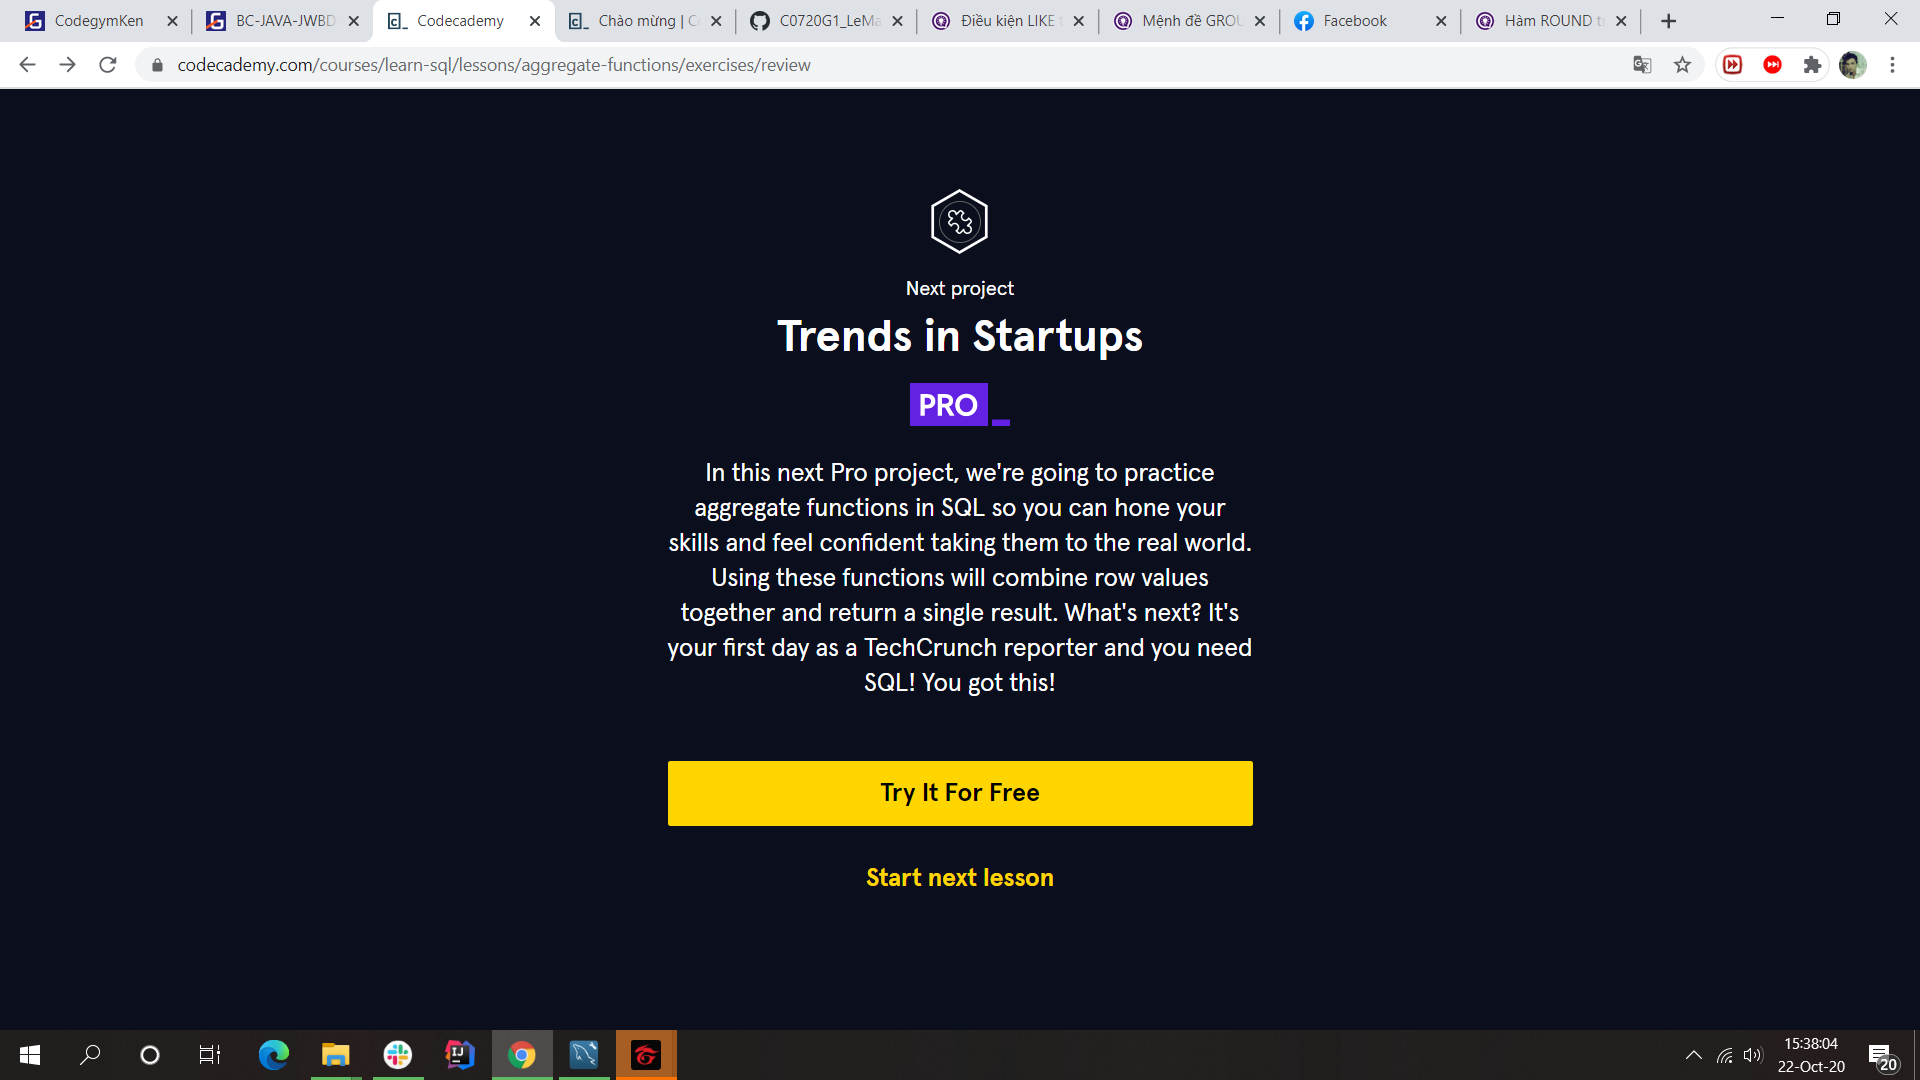 CodegymKen
BC-JAVA-JWBD
Codecademy
Chào mừng | C
C0720G1_LeMa
Điều kiện LIKE
Mệnh đề GROU
Facebook
Hàm ROUND t
codecademy.com/courses/learn-sql/lessons/aggregate-functions/exercises/review
Next project
Trends in Startups
PRO
In this next Pro project, we're going to practice
aggregate functions in SQL so you can hone your
skills and feel confident taking them to the real world.
Using these functions will combine row values
together and return a single result. What's next? It's
your first day as a TechCrunch reporter and you need
SQL! You got this!
Try It For Free
Start next lesson
15:38:04
22-Oct-20
20